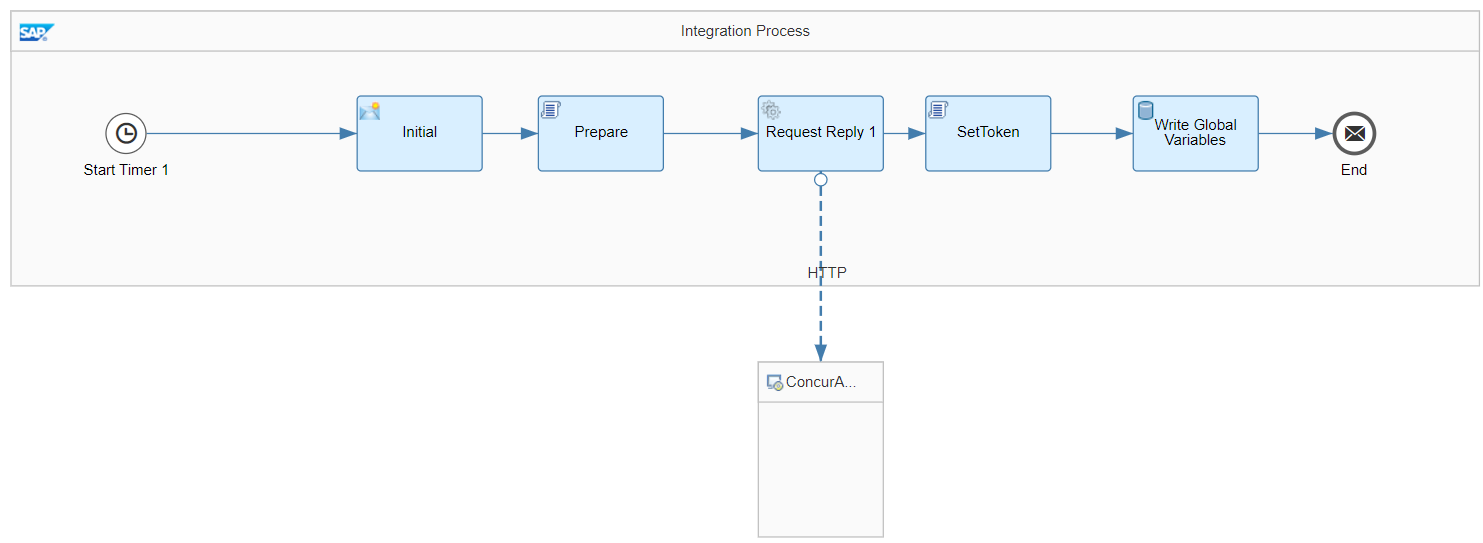 SAP
Integration Process
Start Timer 1
Initial
Prepare
Request Reply 1
SetToken
Write Global
Variables
End
HTTP
ConcurA...